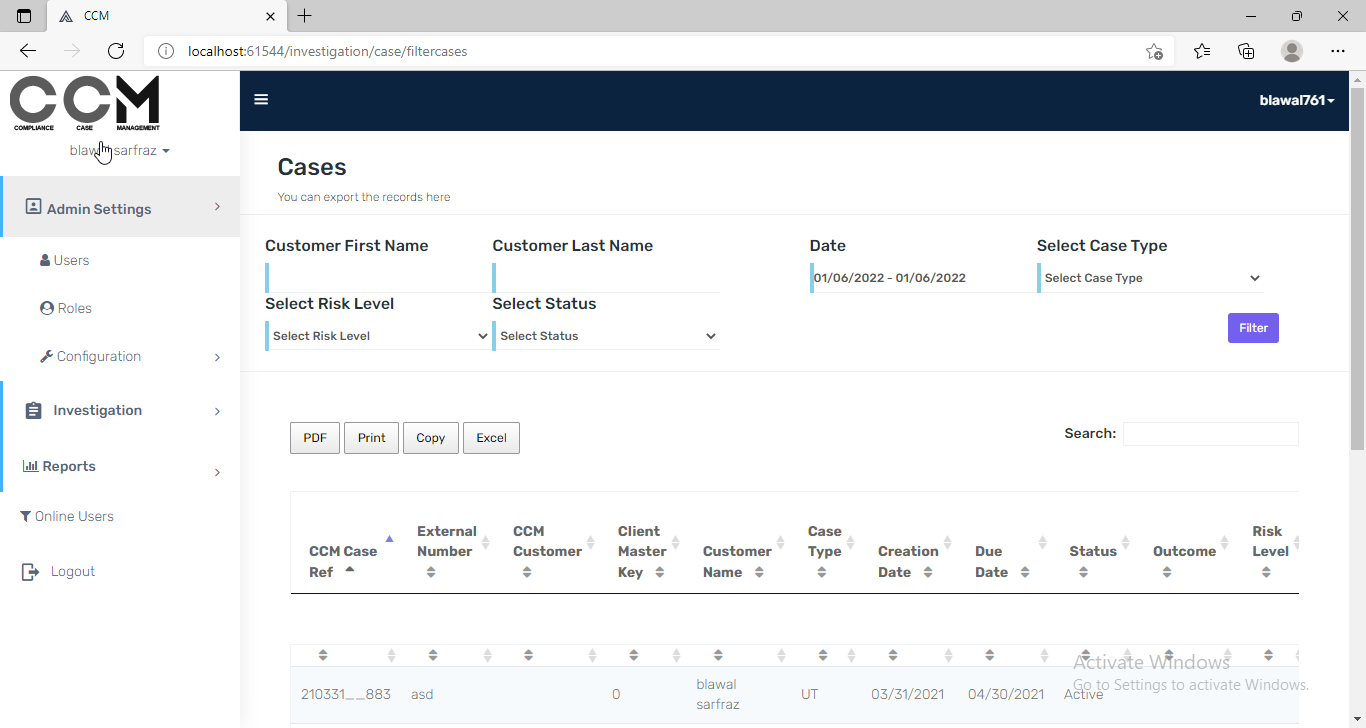 CCM
localhost:61544/investigation/case/filtercases
CCM
COMPLIANCE CASE MANAGEMENT
blawal761
sarfraz
Cases
You can export the records here
Admin Settings
Users
Roles
Configuration
Investigation
Reports
Online Users
Logout
Customer First Name Customer Last Name Date Select Case Type
01/06/2022 - 01/06/2022 Select Case Type
Select Risk Level Select Status
Select Risk Level Select Status Filter
PDF Print Copy Excel Search:
CCM Case Ref External Number CCM Customer Client Master Key Customer Name Case Type Creation Date Due Date Status Outcome Risk Level
210331__883 asd 0 blawal sarfraz UT 03/31/2021 04/30/2021 Active
Activate Windows
Go to Settings to activate Windows.